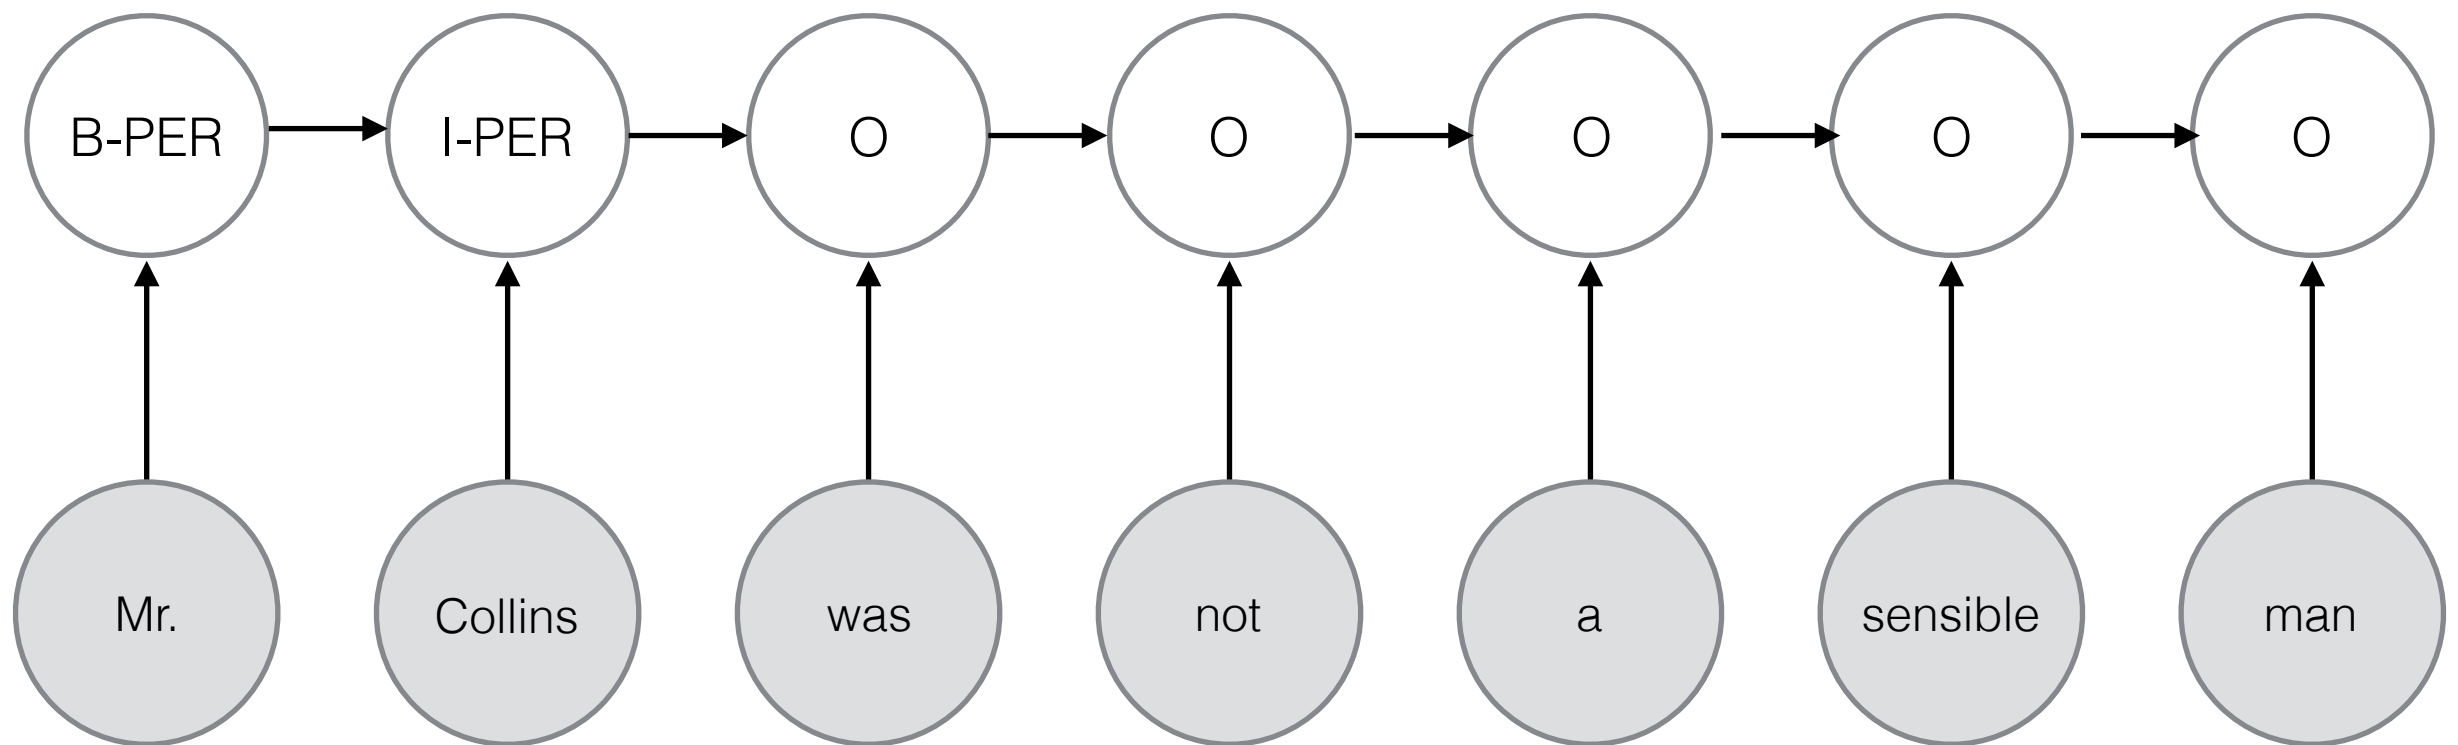 B-PER I-PER O O O O O
Mr. Collins was not a sensible man